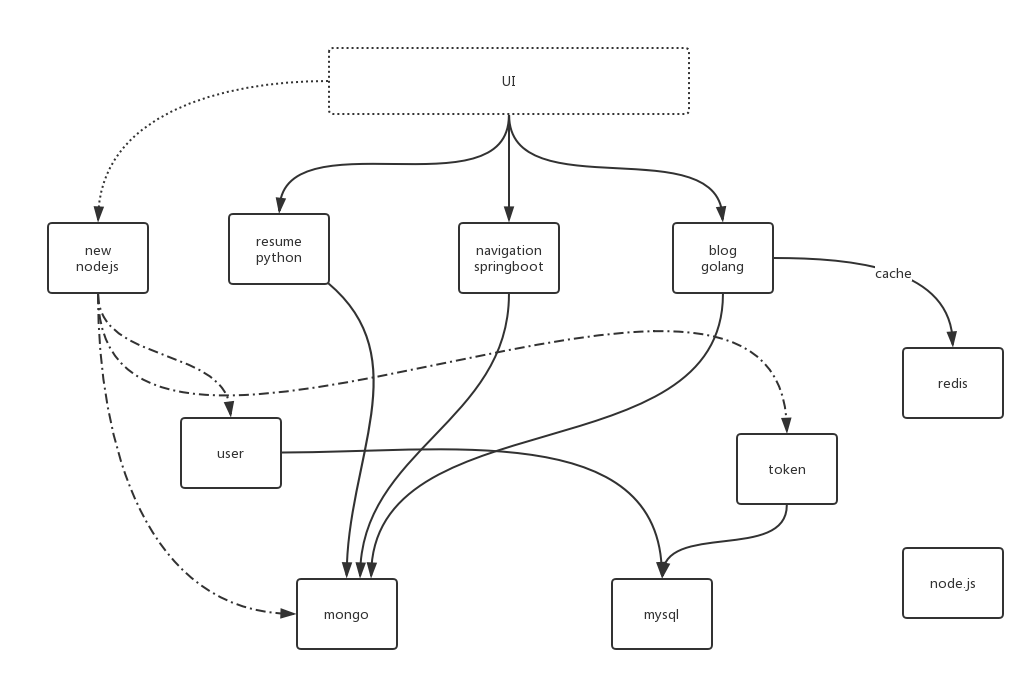 UI
new
nodejs
resume
python
navigation
springboot
blog
golang
cache
redis
user
token
mongo
mysql
node.js